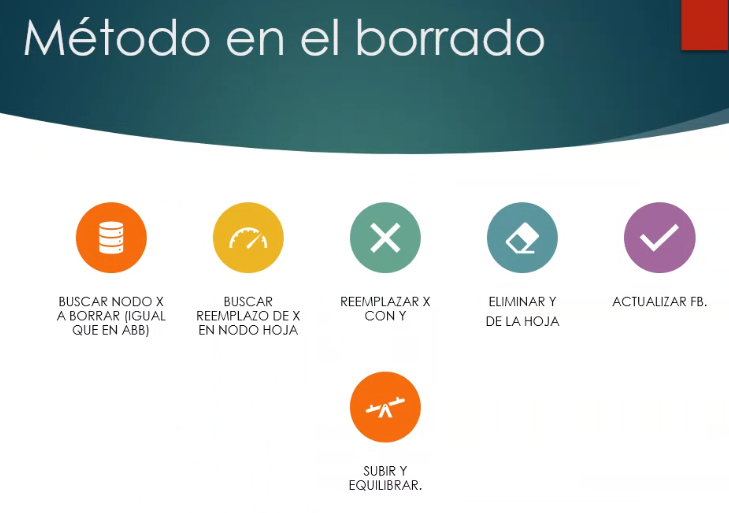 Método en el borrado
BUSCAR NODO X
A BORRAR (IGUAL
QUE EN ABB)
BUSCAR
REEMPLAZO DE X
EN NODO HOJA
REEMPLAZAR X
CON Y
ELIMINAR Y
DE LA HOJA
ACTUALIZAR FB.
SUBIR Y
EQUILIBRAR.